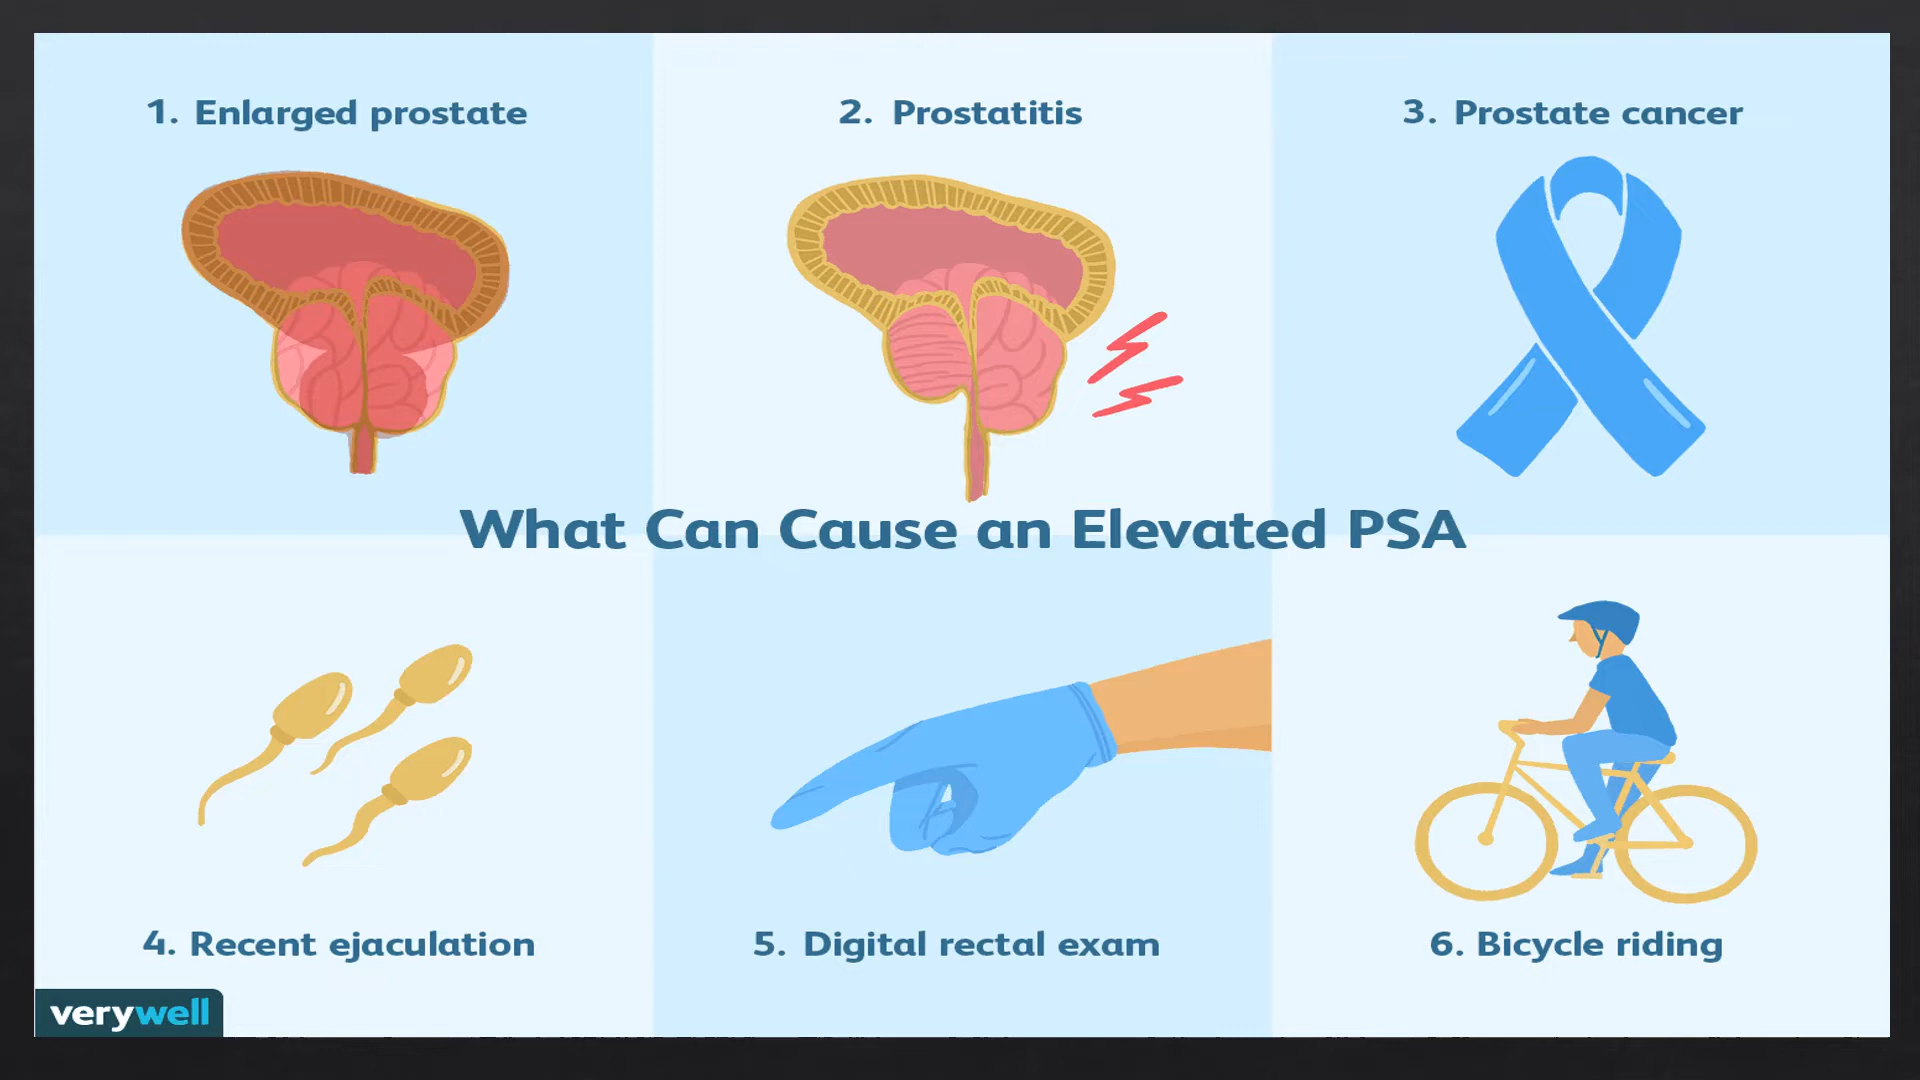 1. Enlarged prostate
2. Prostatitis
3. Prostate cancer
What Can Cause an Elevated PSA
4. Recent ejaculation
5. Digital rectal exam
6. Bicycle riding
verywell